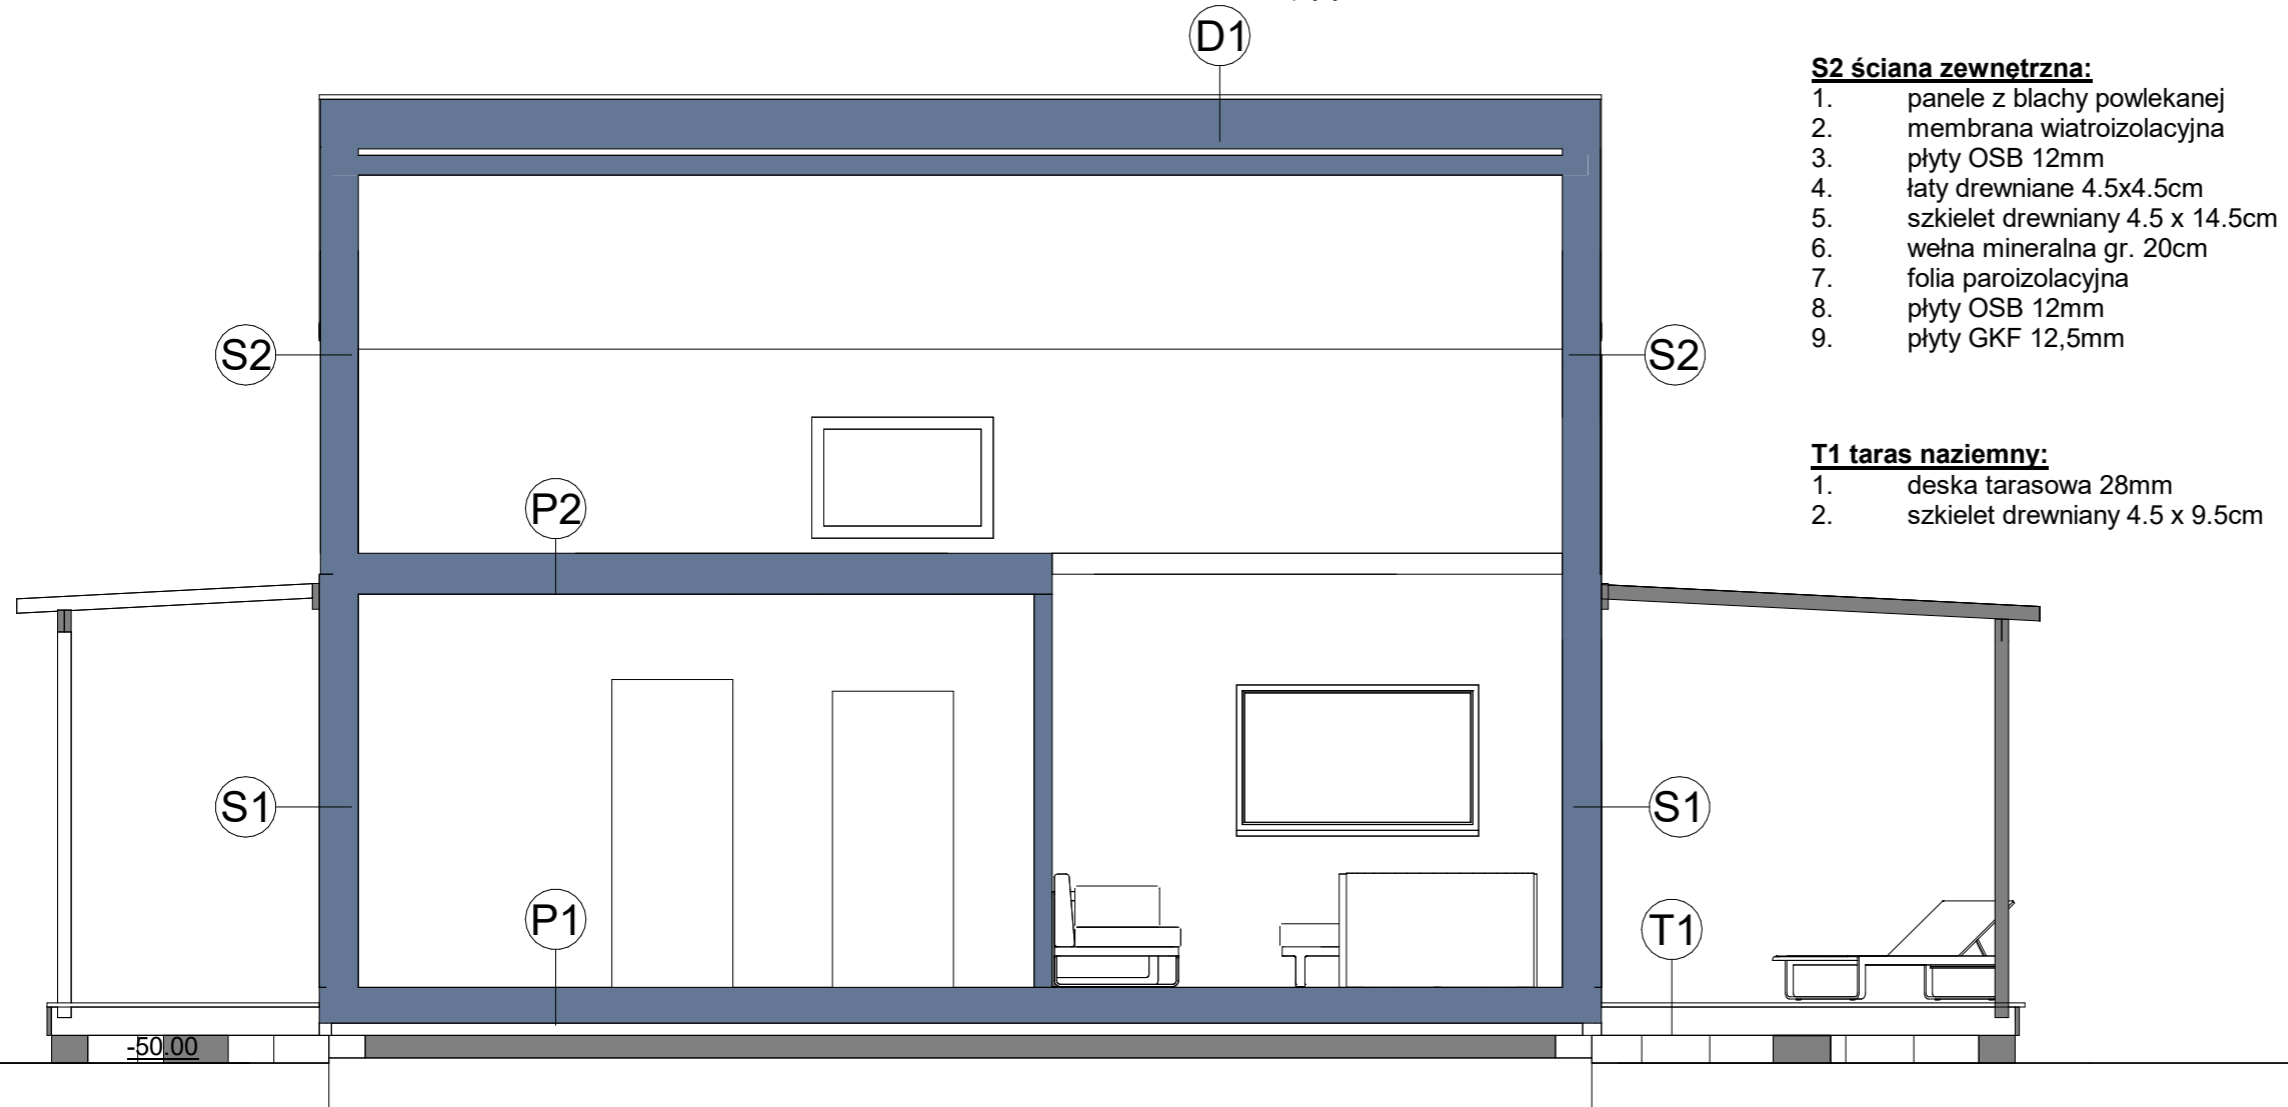 D1
S2 ściana zewnętrzna:
1. panele z blachy powlekanej
2. membrana wiatroizolacyjna
3. płyty OSB 12mm
4. łaty drewniane 4.5x4.5cm
5. szkielet drewniany 4.5 x 14.5cm
6. wełna mineralna gr. 20cm
7. folia paroizolacyjna
8. płyty OSB 12mm
9. płyty GKF 12,5mm
S2
S2
T1 taras naziemny:
1. deska tarasowa 28mm
2. szkielet drewniany 4.5 x 9.5cm
P2
S1
S1
P1
T1
-50.00